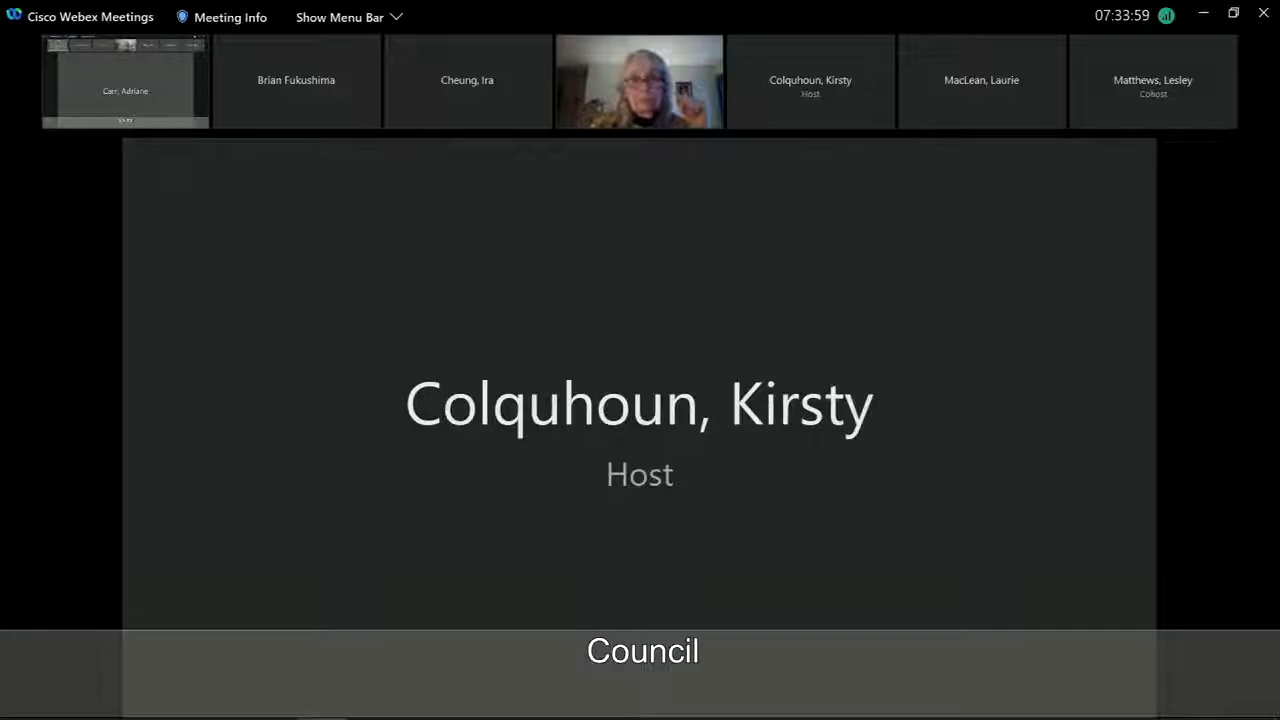 Cisco Webex Meetings
Meeting Info
Show Menu Bar
07:33:59
Carr, Adriane
Brian Fukushima
Cheung, Ira
Colquhoun, Kirsty
Host
MacLean, Laurie
Matthews, Lesley
Cohost
Colquhoun, Kirsty
Host
Council